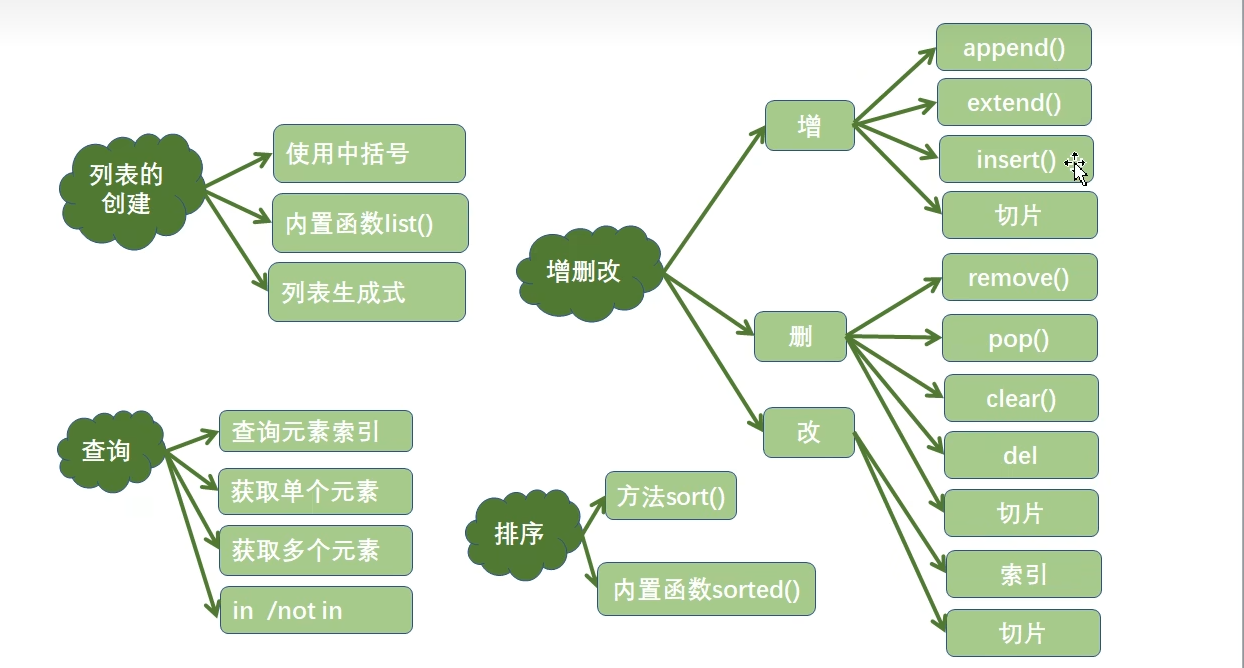 列表的
创建
使用中括号
内置函数list()
列表生成式
查询
查询元素索引
获取单个元素
获取多个元素
in /not in
增删改
增
append()
extend()
insert()
切片
删
remove()
pop()
clear()
del
切片
改
索引
切片
排序
方法sort()
内置函数sorted()